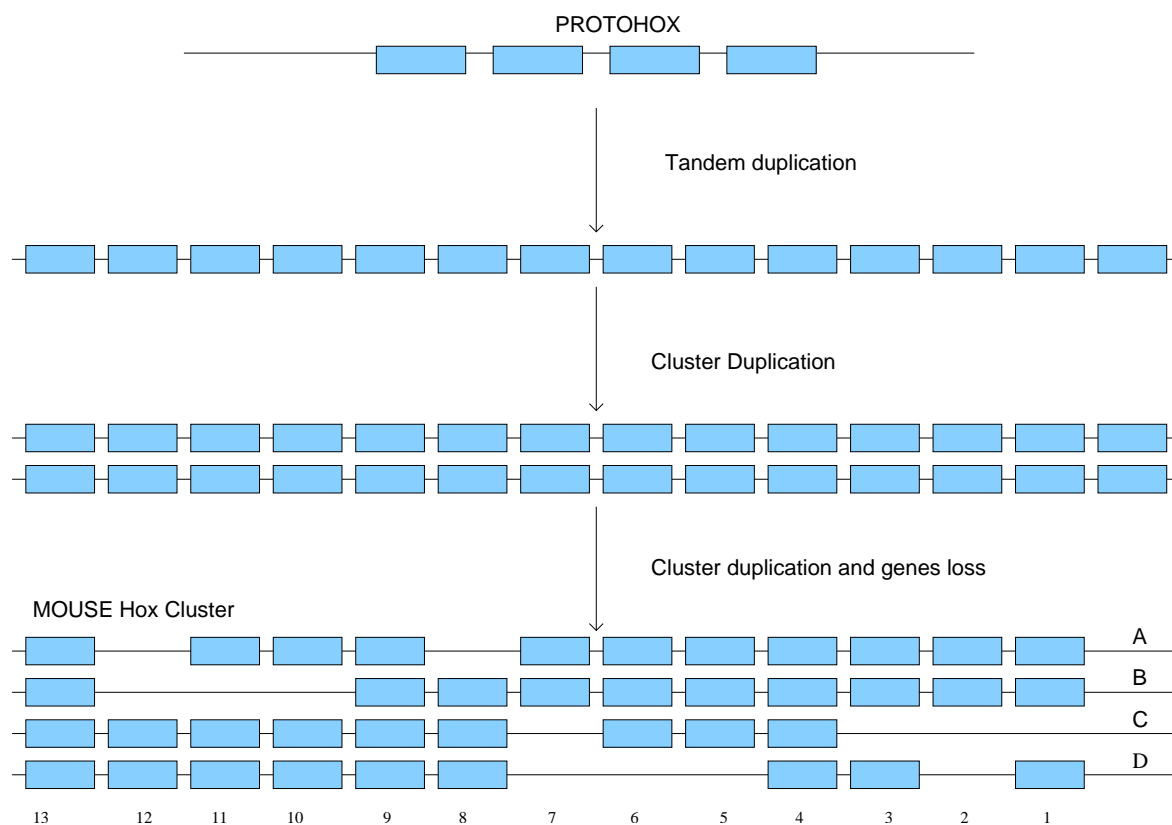 PROTOHOX
Tandem duplication
Cluster Duplication
Cluster duplication and genes loss
MOUSE Hox Cluster
A
B
C
D
13 12 11 10 9 8 7 6 5 4 3 2 1